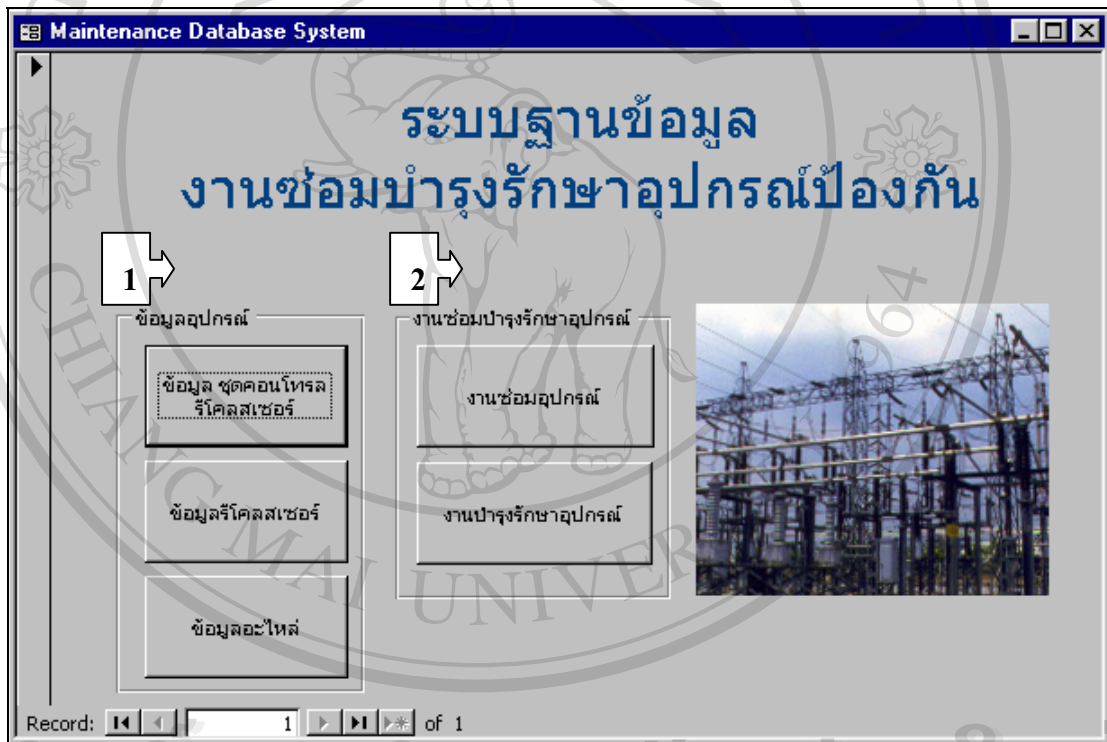 Maintenance Database System
ระบบฐานข้อมูล
งานซ่อมบำรุงรักษาอุปกรณ์ป้องกัน
1
2
ข้อมูลอุปกรณ์
งานซ่อมบำรุงรักษาอุปกรณ์
ข้อมูล ชุดคอนโทรล
รีโคลสเซอร์
งานซ่อมอุปกรณ์
ข้อมูลรีโคลสเซอร์
งานบำรุงรักษาอุปกรณ์
ข้อมูลอะไหล่
Record: 1 of 1
CHIANG MAI UNIVER
1964